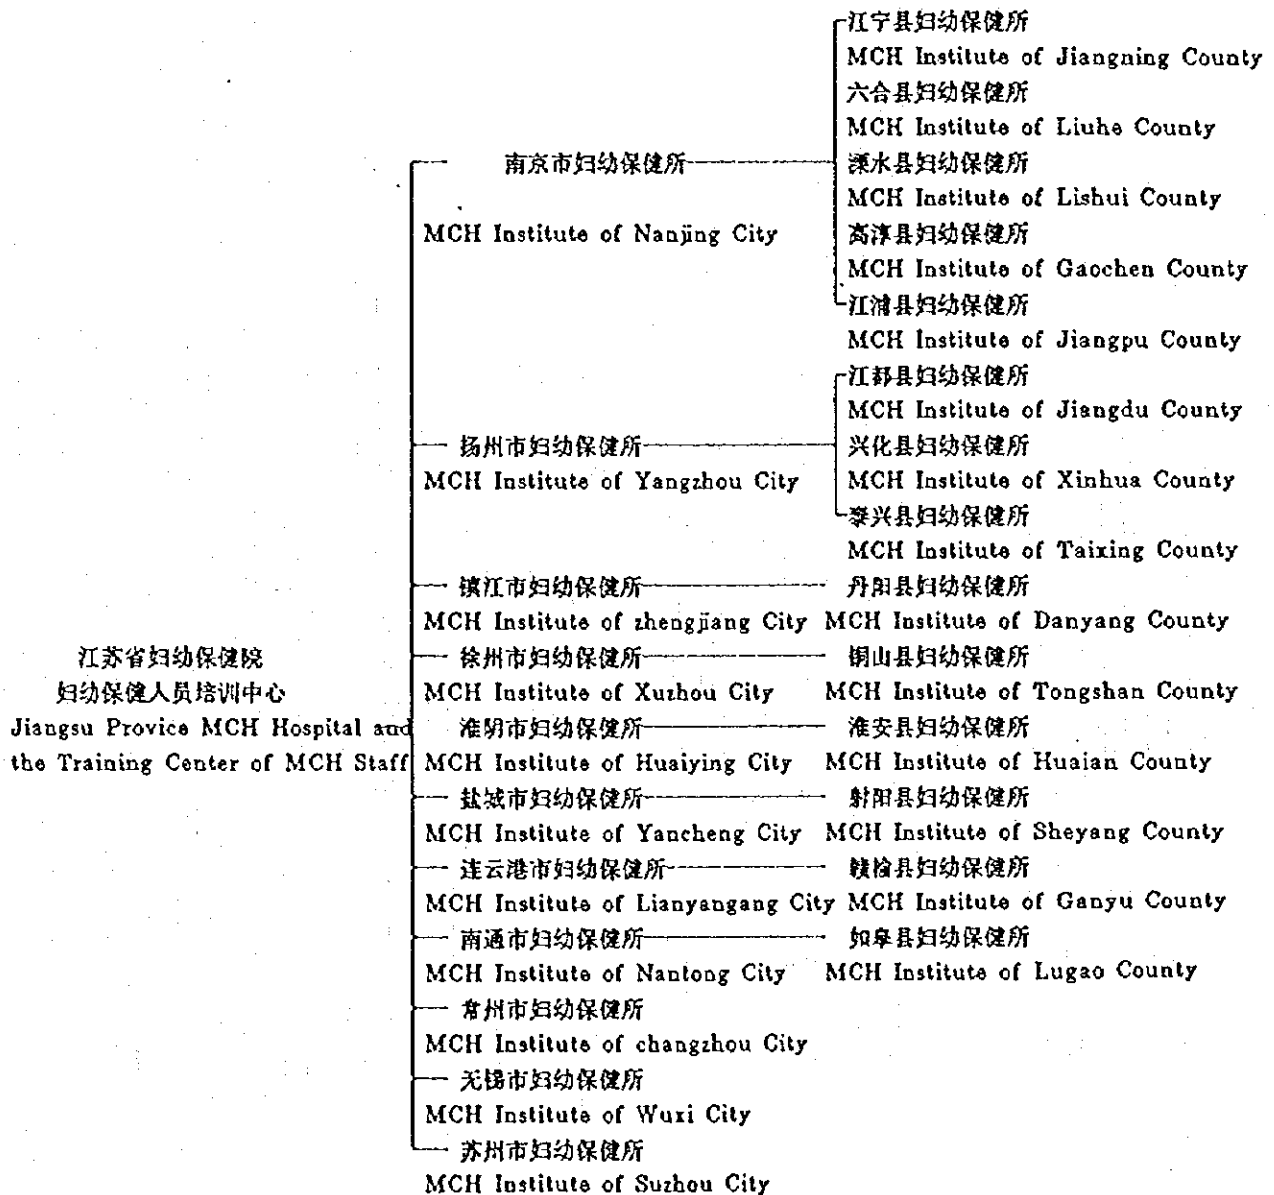 江苏省妇幼保健院
妇幼保健人员培训中心
Jiangsu Provice MCH Hospital and
the Training Center of MCH Staff
南京市妇幼保健所
MCH Institute of Nanjing City
江宁县妇幼保健所
MCH Institute of Jiangning County
六合县妇幼保健所
MCH Institute of Liuhe County
溧水县妇幼保健所
MCH Institute of Lishui County
高淳县妇幼保健所
MCH Institute of Gaochen County
江浦县妇幼保健所
MCH Institute of Jiangpu County
扬州市妇幼保健所
MCH Institute of Yangzhou City
江都县妇幼保健所
MCH Institute of Jiangdu County
兴化县妇幼保健所
MCH Institute of Xinhua County
泰兴县妇幼保健所
MCH Institute of Taixing County
镇江市妇幼保健所
MCH Institute of zhengjiang City
丹阳县妇幼保健所
MCH Institute of Danyang County
徐州市妇幼保健所
MCH Institute of Xuzhou City
铜山县妇幼保健所
MCH Institute of Tongshan County
淮阴市妇幼保健所
MCH Institute of Huaiying City
淮安县妇幼保健所
MCH Institute of Huaian County
盐城市妇幼保健所
MCH Institute of Yancheng City
射阳县妇幼保健所
MCH Institute of Sheyang County
连云港市妇幼保健所
MCH Institute of Lianyangang City
赣榆县妇幼保健所
MCH Institute of Ganyu County
南通市妇幼保健所
MCH Institute of Nantong City
如皋县妇幼保健所
MCH Institute of Lugao County
常州市妇幼保健所
MCH Institute of changzhou City
无锡市妇幼保健所
MCH Institute of Wuxi City
苏州市妇幼保健所
MCH Institute of Suzhou City